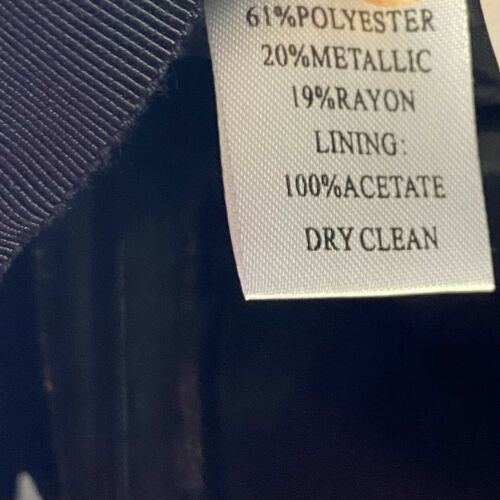 61%POLYESTER
20%METALLIC
19%RAYON
LINING:
100%ACETATE
DRY CLEAN